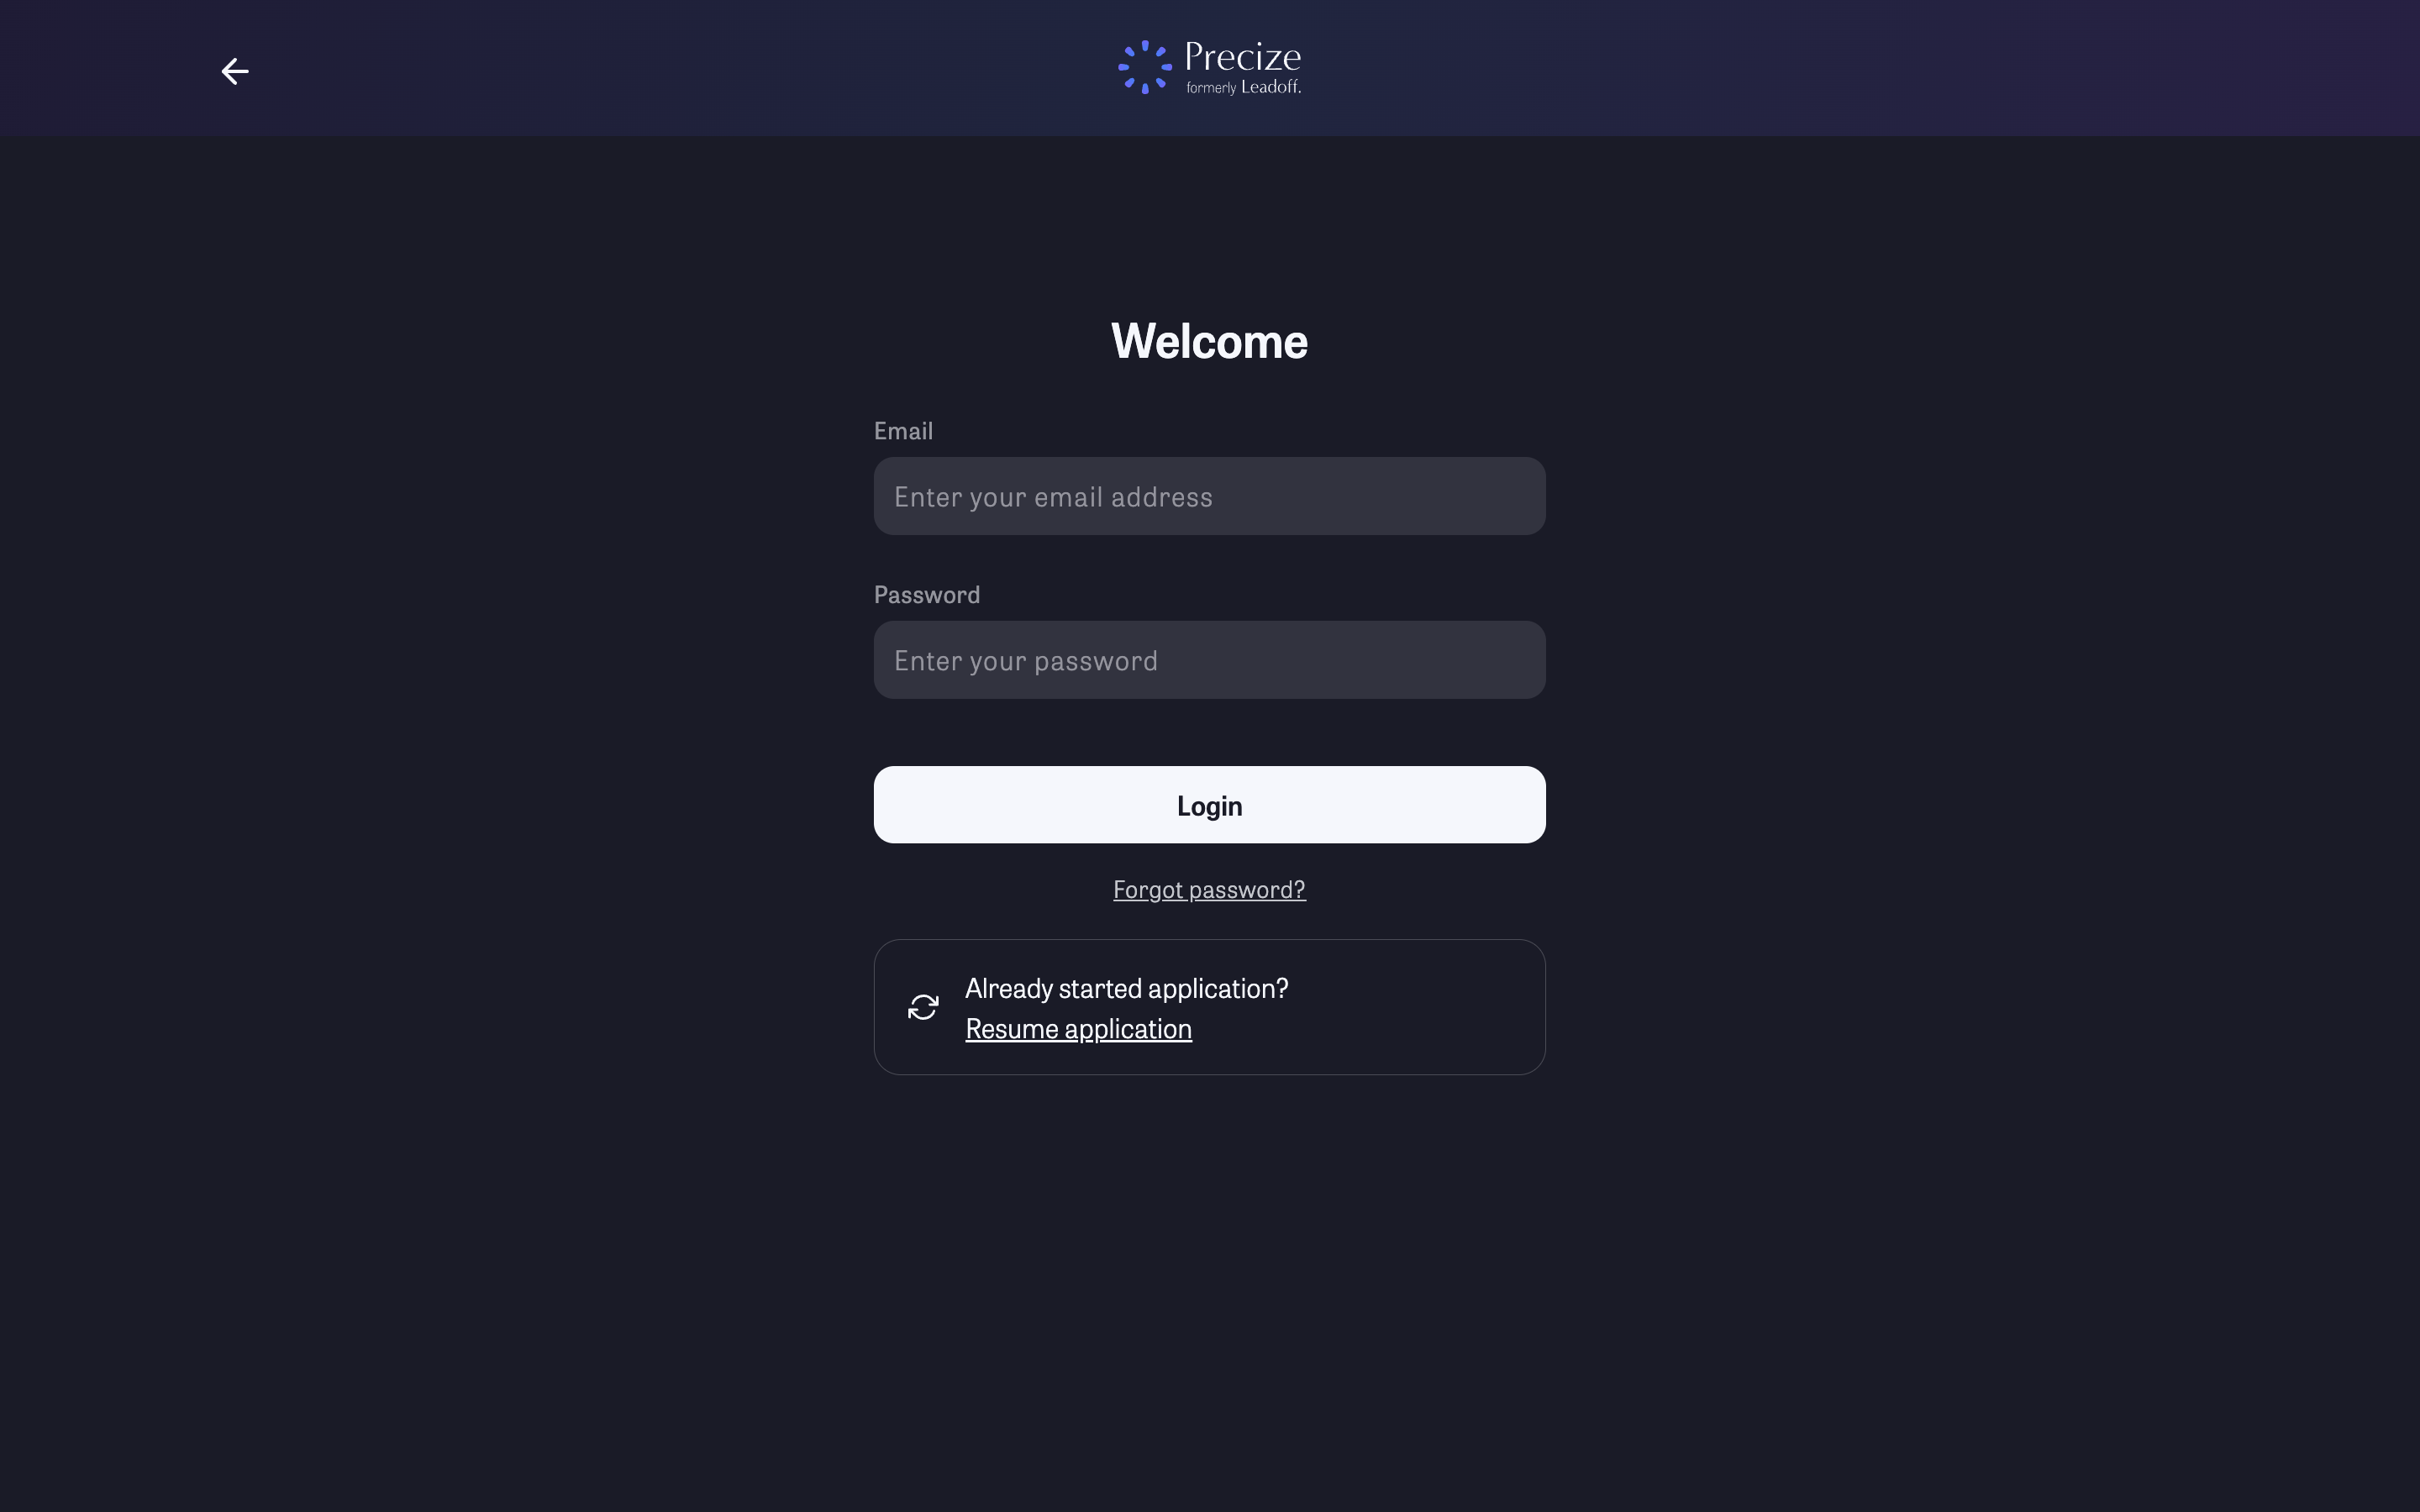 Precize
formerly Leadoff.
Welcome
Email
Enter your email address
Password
Enter your password
Login
Forgot password?
Already started application?
Resume application